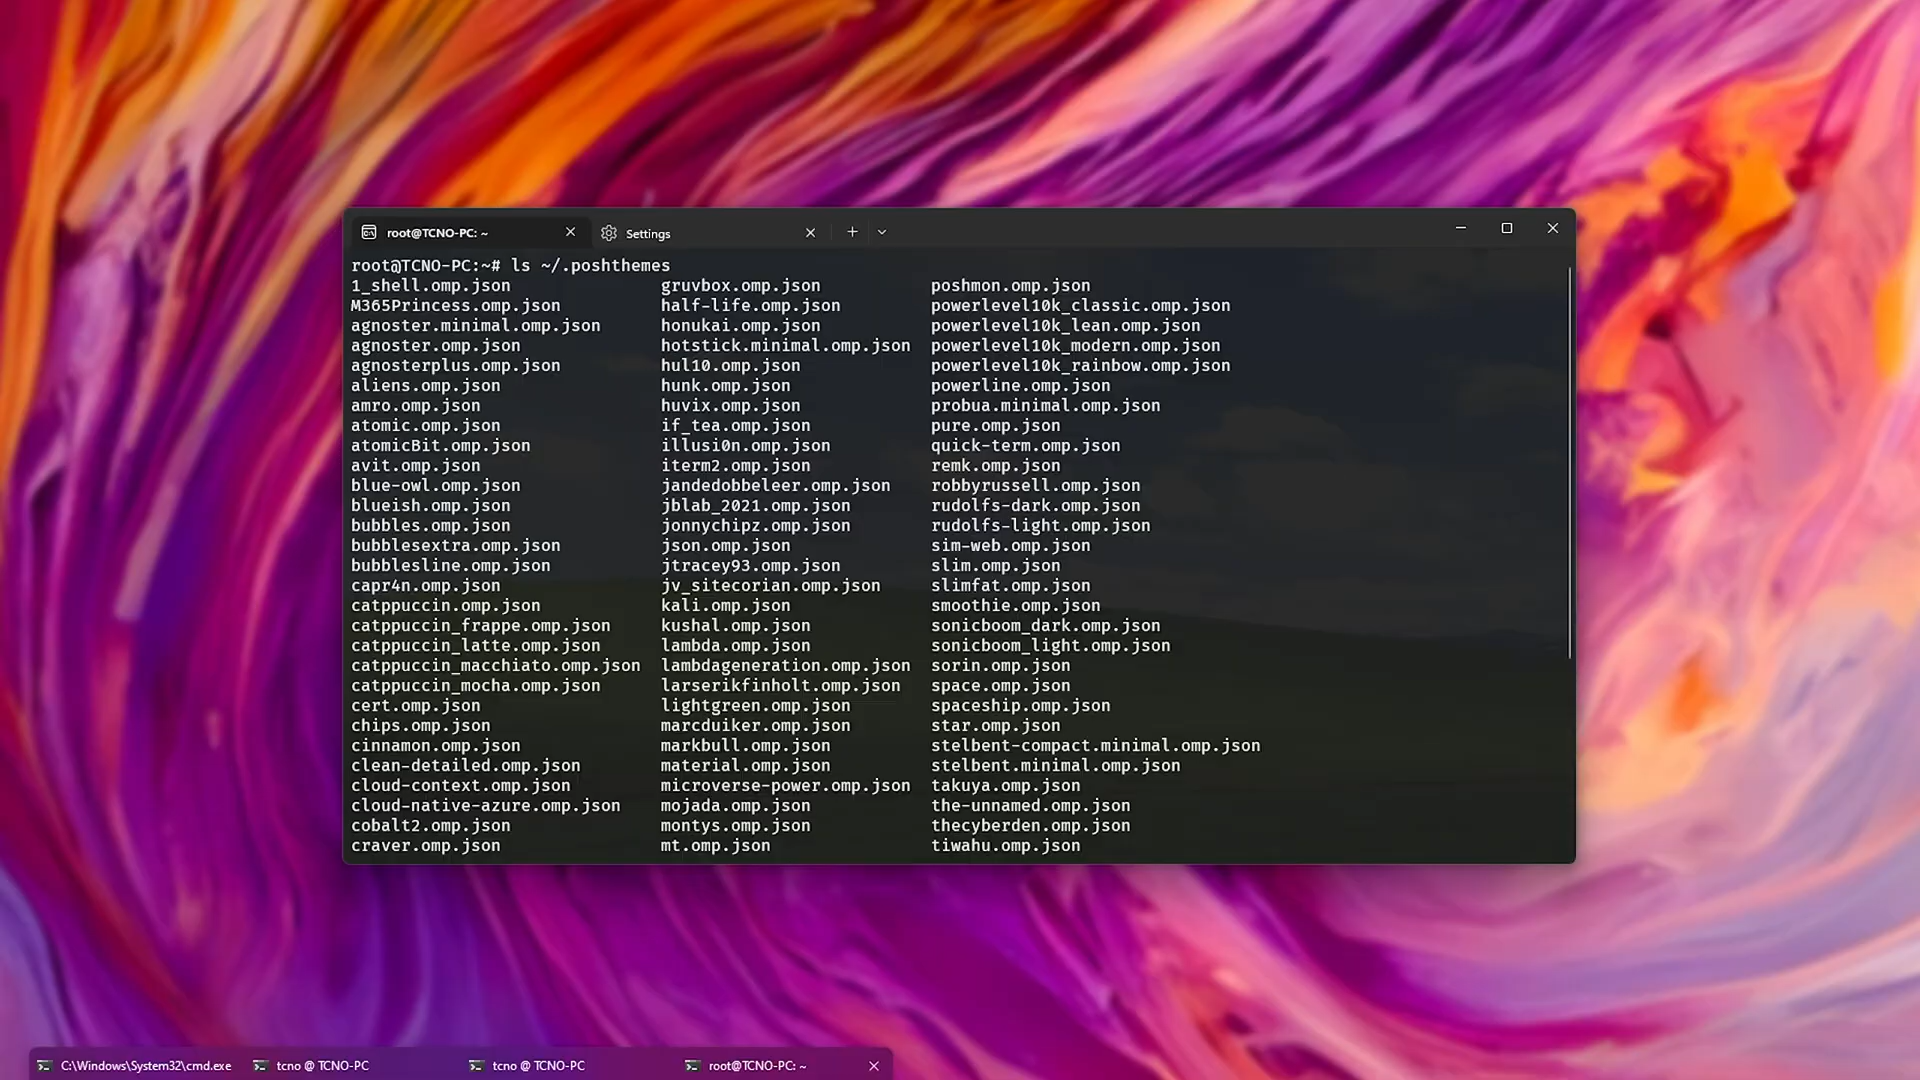 root@TCNO-PC: ~
Settings
root@TCNO-PC:~# ls ~/.poshthemes
1_shell.omp.json gruvbox.omp.json poshmon.omp.json
M365Princess.omp.json half-life.omp.json powerlevel10k_classic.omp.json
agnoster.minimal.omp.json honukai.omp.json powerlevel10k_lean.omp.json
agnoster.omp.json hotstick.minimal.omp.json powerlevel10k_modern.omp.json
agnosterplus.omp.json hul10.omp.json powerlevel10k_rainbow.omp.json
aliens.omp.json hunk.omp.json powerline.omp.json
amro.omp.json huvix.omp.json probua.minimal.omp.json
atomic.omp.json if_tea.omp.json pure.omp.json
atomicBit.omp.json illusi0n.omp.json quick-term.omp.json
avit.omp.json iterm2.omp.json remk.omp.json
blue-owl.omp.json jandedobbeleer.omp.json robbyrussell.omp.json
blueish.omp.json jblab_2021.omp.json rudolfs-dark.omp.json
bubbles.omp.json jonnychipz.omp.json rudolfs-light.omp.json
bubblesextra.omp.json json.omp.json sim-web.omp.json
bubblesline.omp.json jtracey93.omp.json slim.omp.json
capr4n.omp.json jv_sitecorian.omp.json slimfat.omp.json
catppuccin.omp.json kali.omp.json smoothie.omp.json
catppuccin_frappe.omp.json kushal.omp.json sonicboom_dark.omp.json
catppuccin_latte.omp.json lambda.omp.json sonicboom_light.omp.json
catppuccin_macchiato.omp.json lambdageneration.omp.json sorin.omp.json
catppuccin_mocha.omp.json larserikfinholt.omp.json space.omp.json
cert.omp.json lightgreen.omp.json spaceship.omp.json
chips.omp.json marcduiker.omp.json star.omp.json
cinnamon.omp.json markbull.omp.json stelbent-compact.minimal.omp.json
clean-detailed.omp.json material.omp.json stelbent.minimal.omp.json
cloud-context.omp.json microverse-power.omp.json takuya.omp.json
cloud-native-azure.omp.json mojada.omp.json the-unnamed.omp.json
cobalt2.omp.json montys.omp.json thecyberden.omp.json
craver.omp.json mt.omp.json tiwahu.omp.json
C:\Windows\System32\cmd.exe
tcno @ TCNO-PC
tcno @ TCNO-PC
root@TCNO-PC: ~